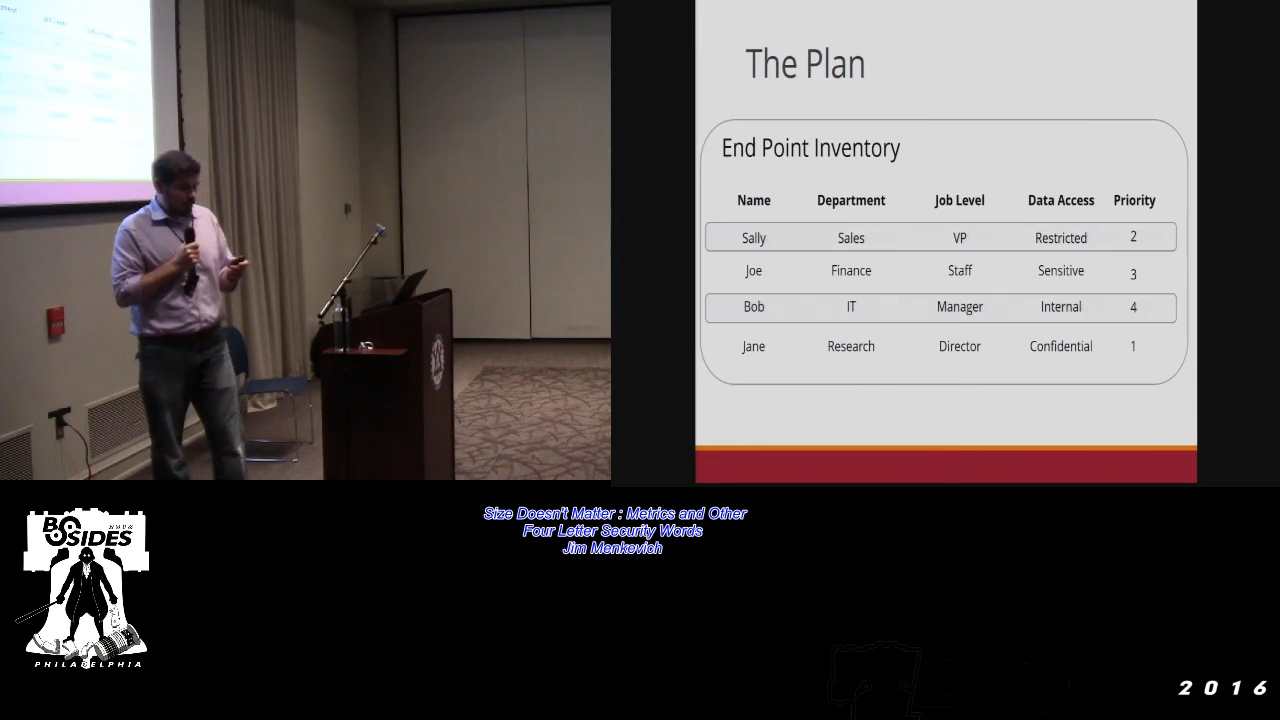 The Plan
End Point Inventory
Name Department Job Level Data Access Priority
Sally Sales VP Restricted 2
Joe Finance Staff Sensitive 3
Bob IT Manager Internal 4
Jane Research Director Confidential 1
Size Doesn't Matter : Metrics and Other
Four Letter Security Words
Jim Menkevich
BSIDES
PHILADELPHIA
2016